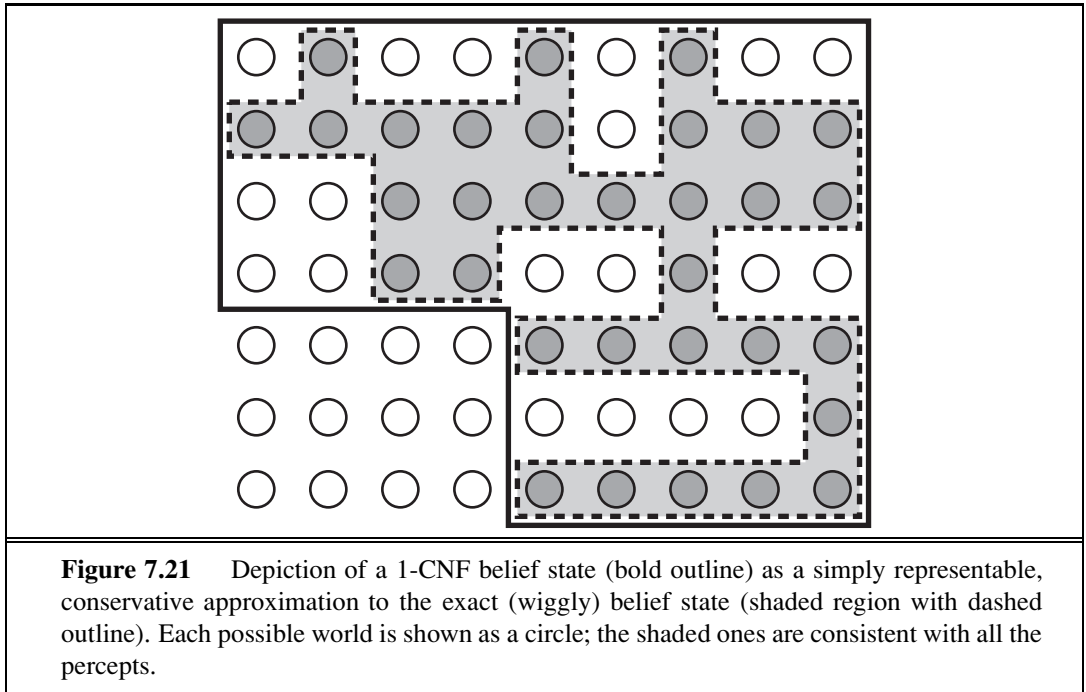 Figure 7.21 Depiction of a 1-CNF belief state (bold outline) as a simply representable,
conservative approximation to the exact (wiggly) belief state (shaded region with dashed
outline). Each possible world is shown as a circle; the shaded ones are consistent with all the
percepts.